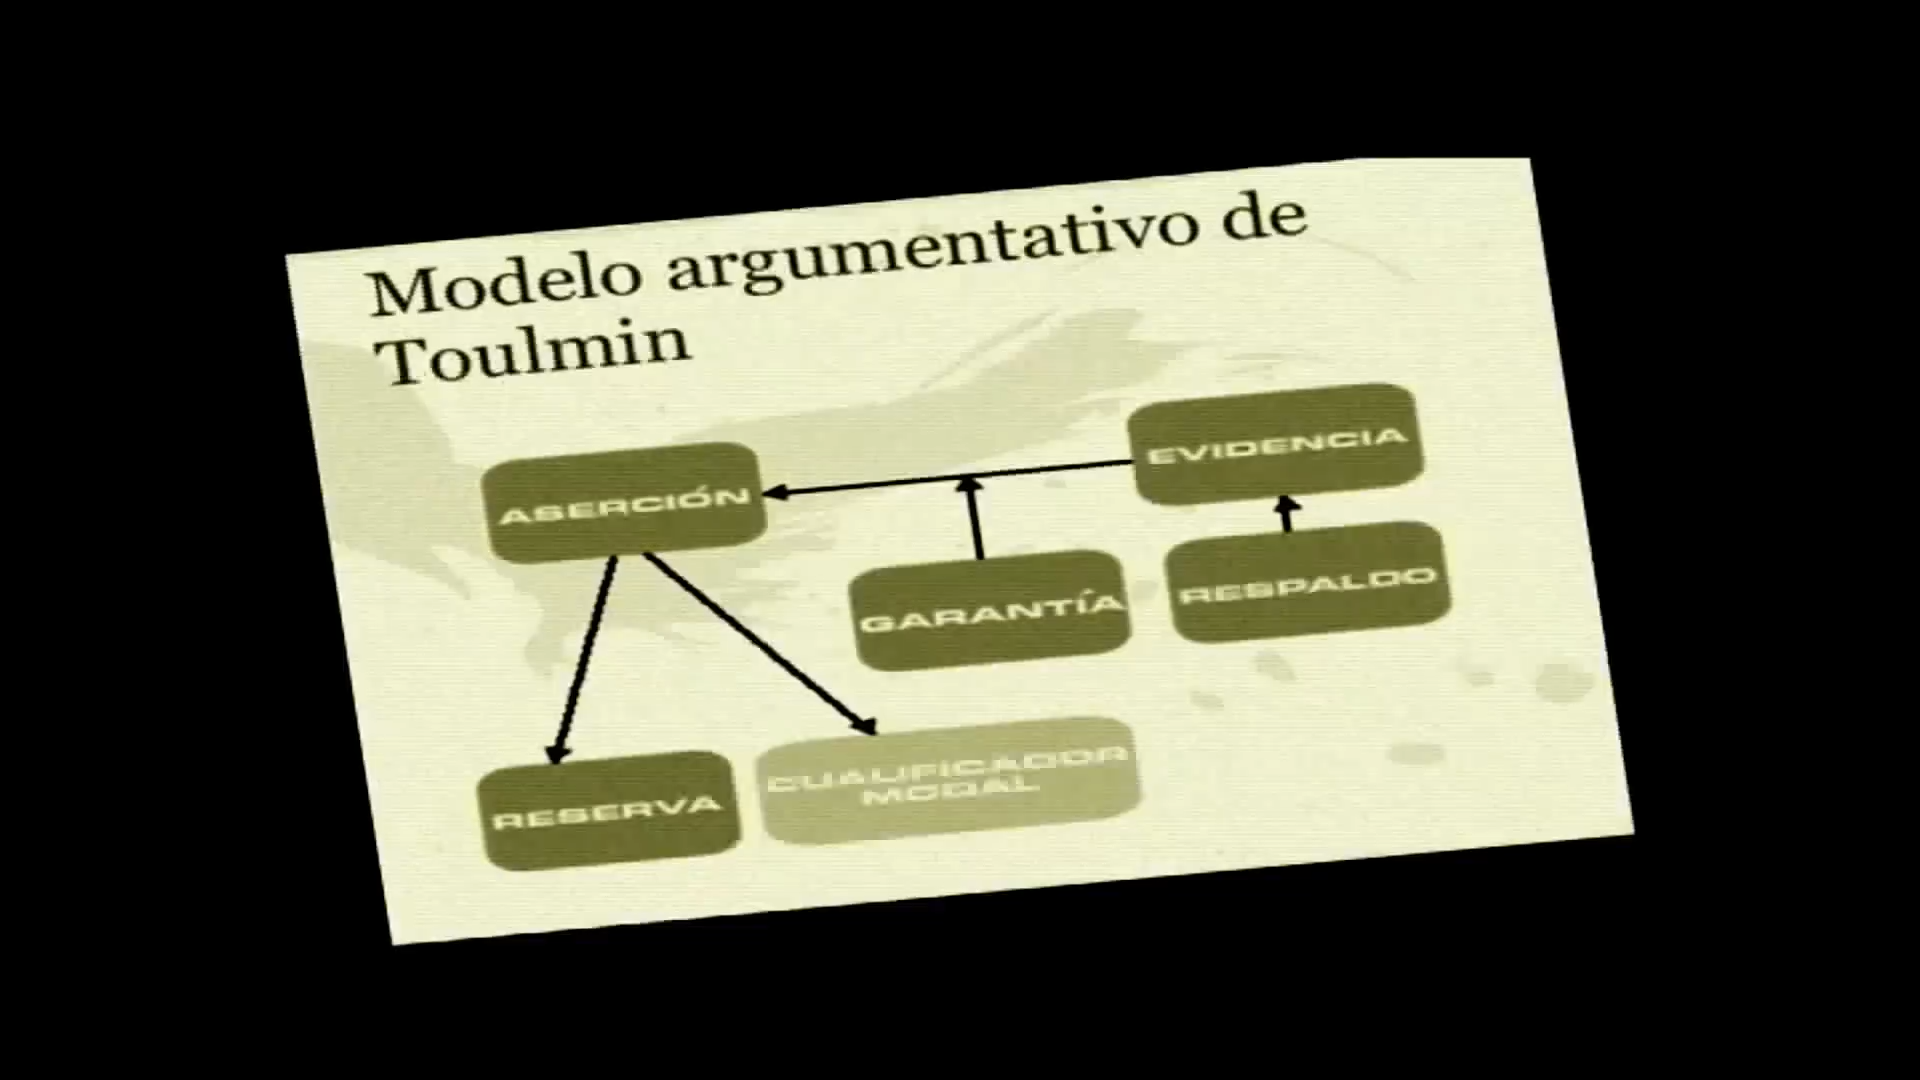 Modelo argumentativo de
Toulmin
EVIDENCIA
ASERCIÓN
RESPALDO
GARANTÍA
CUALIFICADOR
MODAL
RESERVA